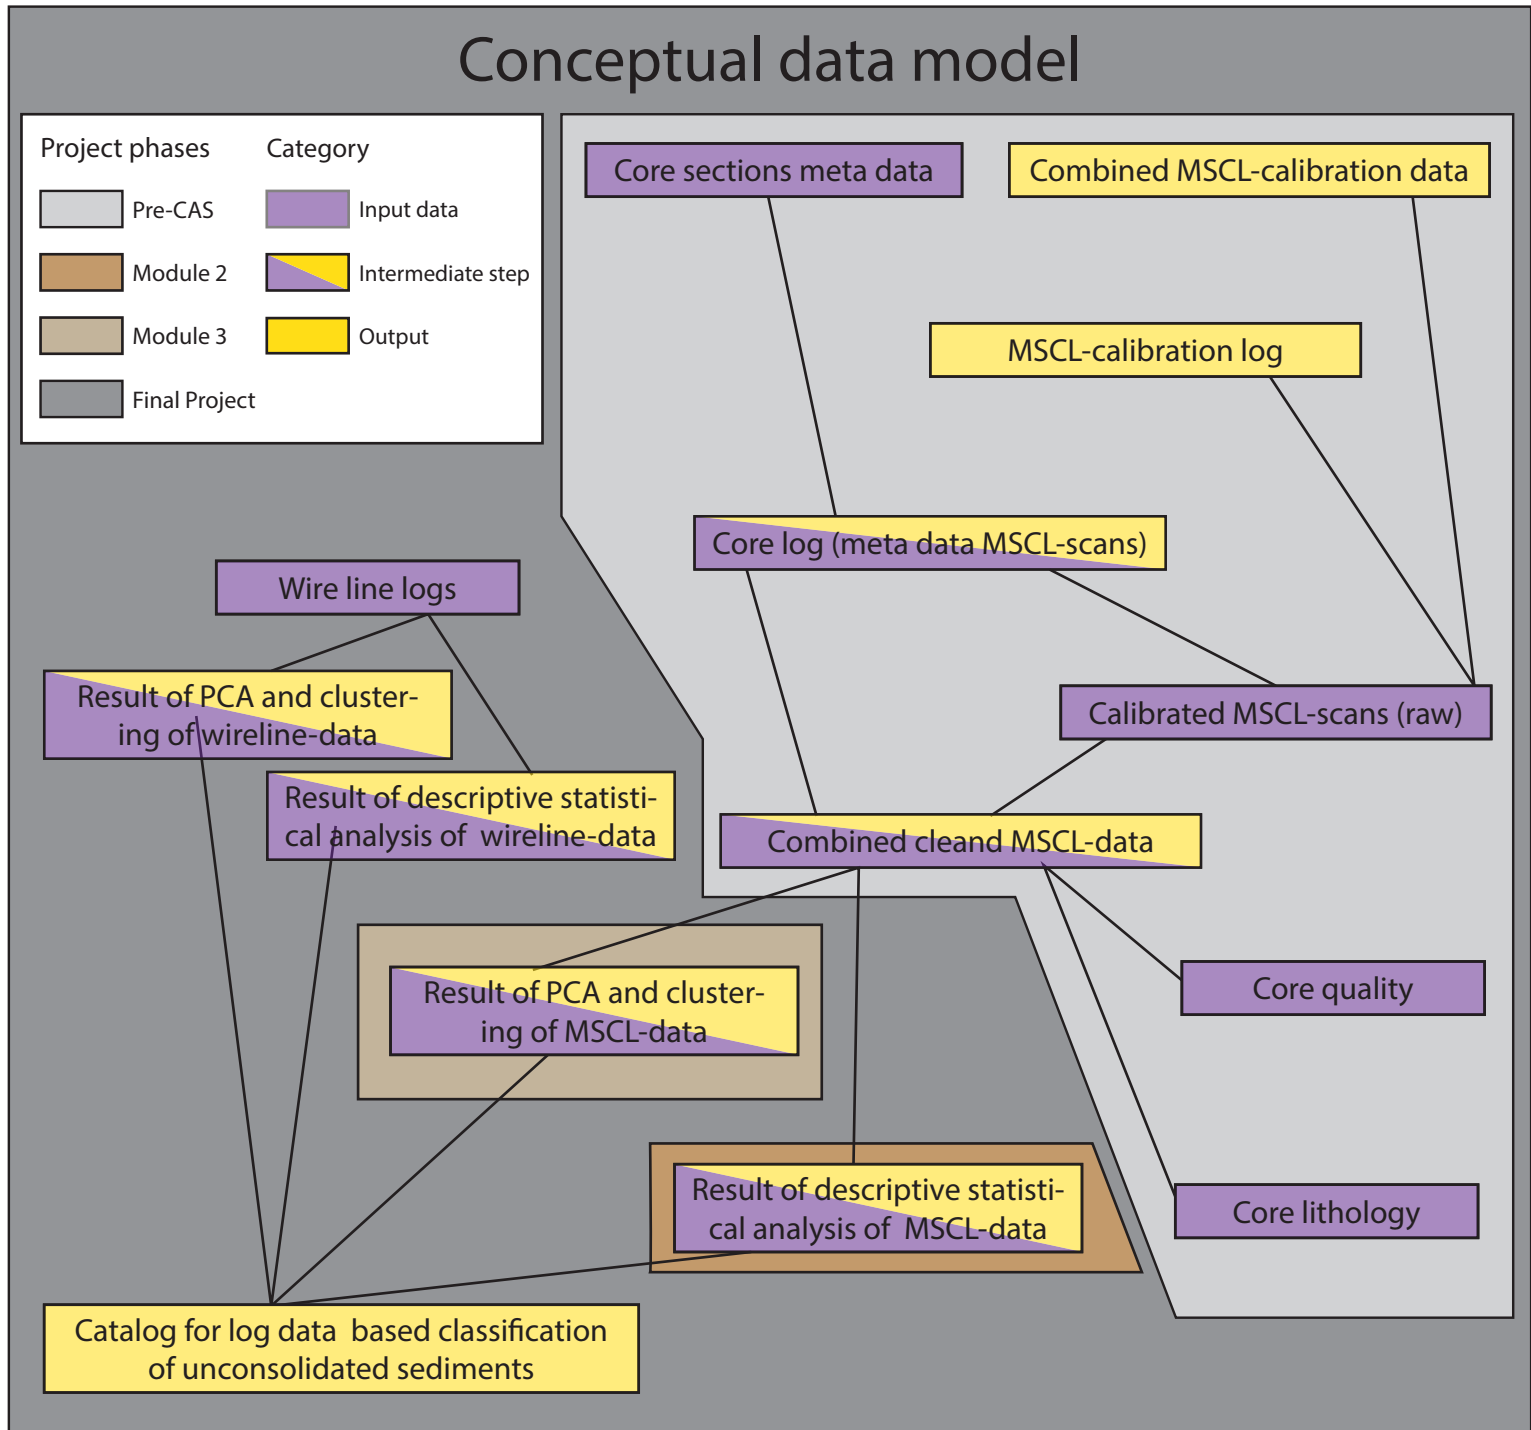 Conceptual data model
Project phases
Category
Pre-CAS
Input data
Module 2
Intermediate step
Module 3
Output
Final Project
Core sections meta data
Combined MSCL-calibration data
MSCL-calibration log
Core log (meta data MSCL-scans)
Wire line logs
Result of PCA and cluster-
ing of wireline-data
Calibrated MSCL-scans (raw)
Result of descriptive statisti-
cal analysis of wireline-data
Combined cleand MSCL-data
Result of PCA and cluster-
ing of MSCL-data
Core quality
Result of descriptive statisti-
cal analysis of MSCL-data
Core lithology
Catalog for log data based classification
of unconsolidated sediments